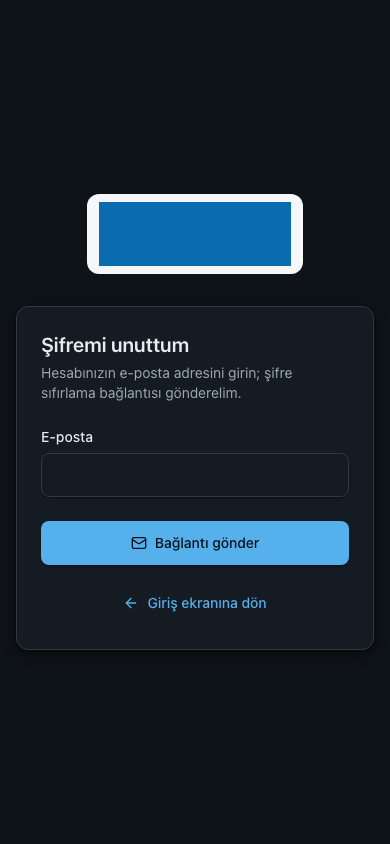 Şifremi unuttum
Hesabınızın e-posta adresini girin; şifre
sıfırlama bağlantısı gönderelim.
E-posta
Bağlantı gönder
Giriş ekranına dön